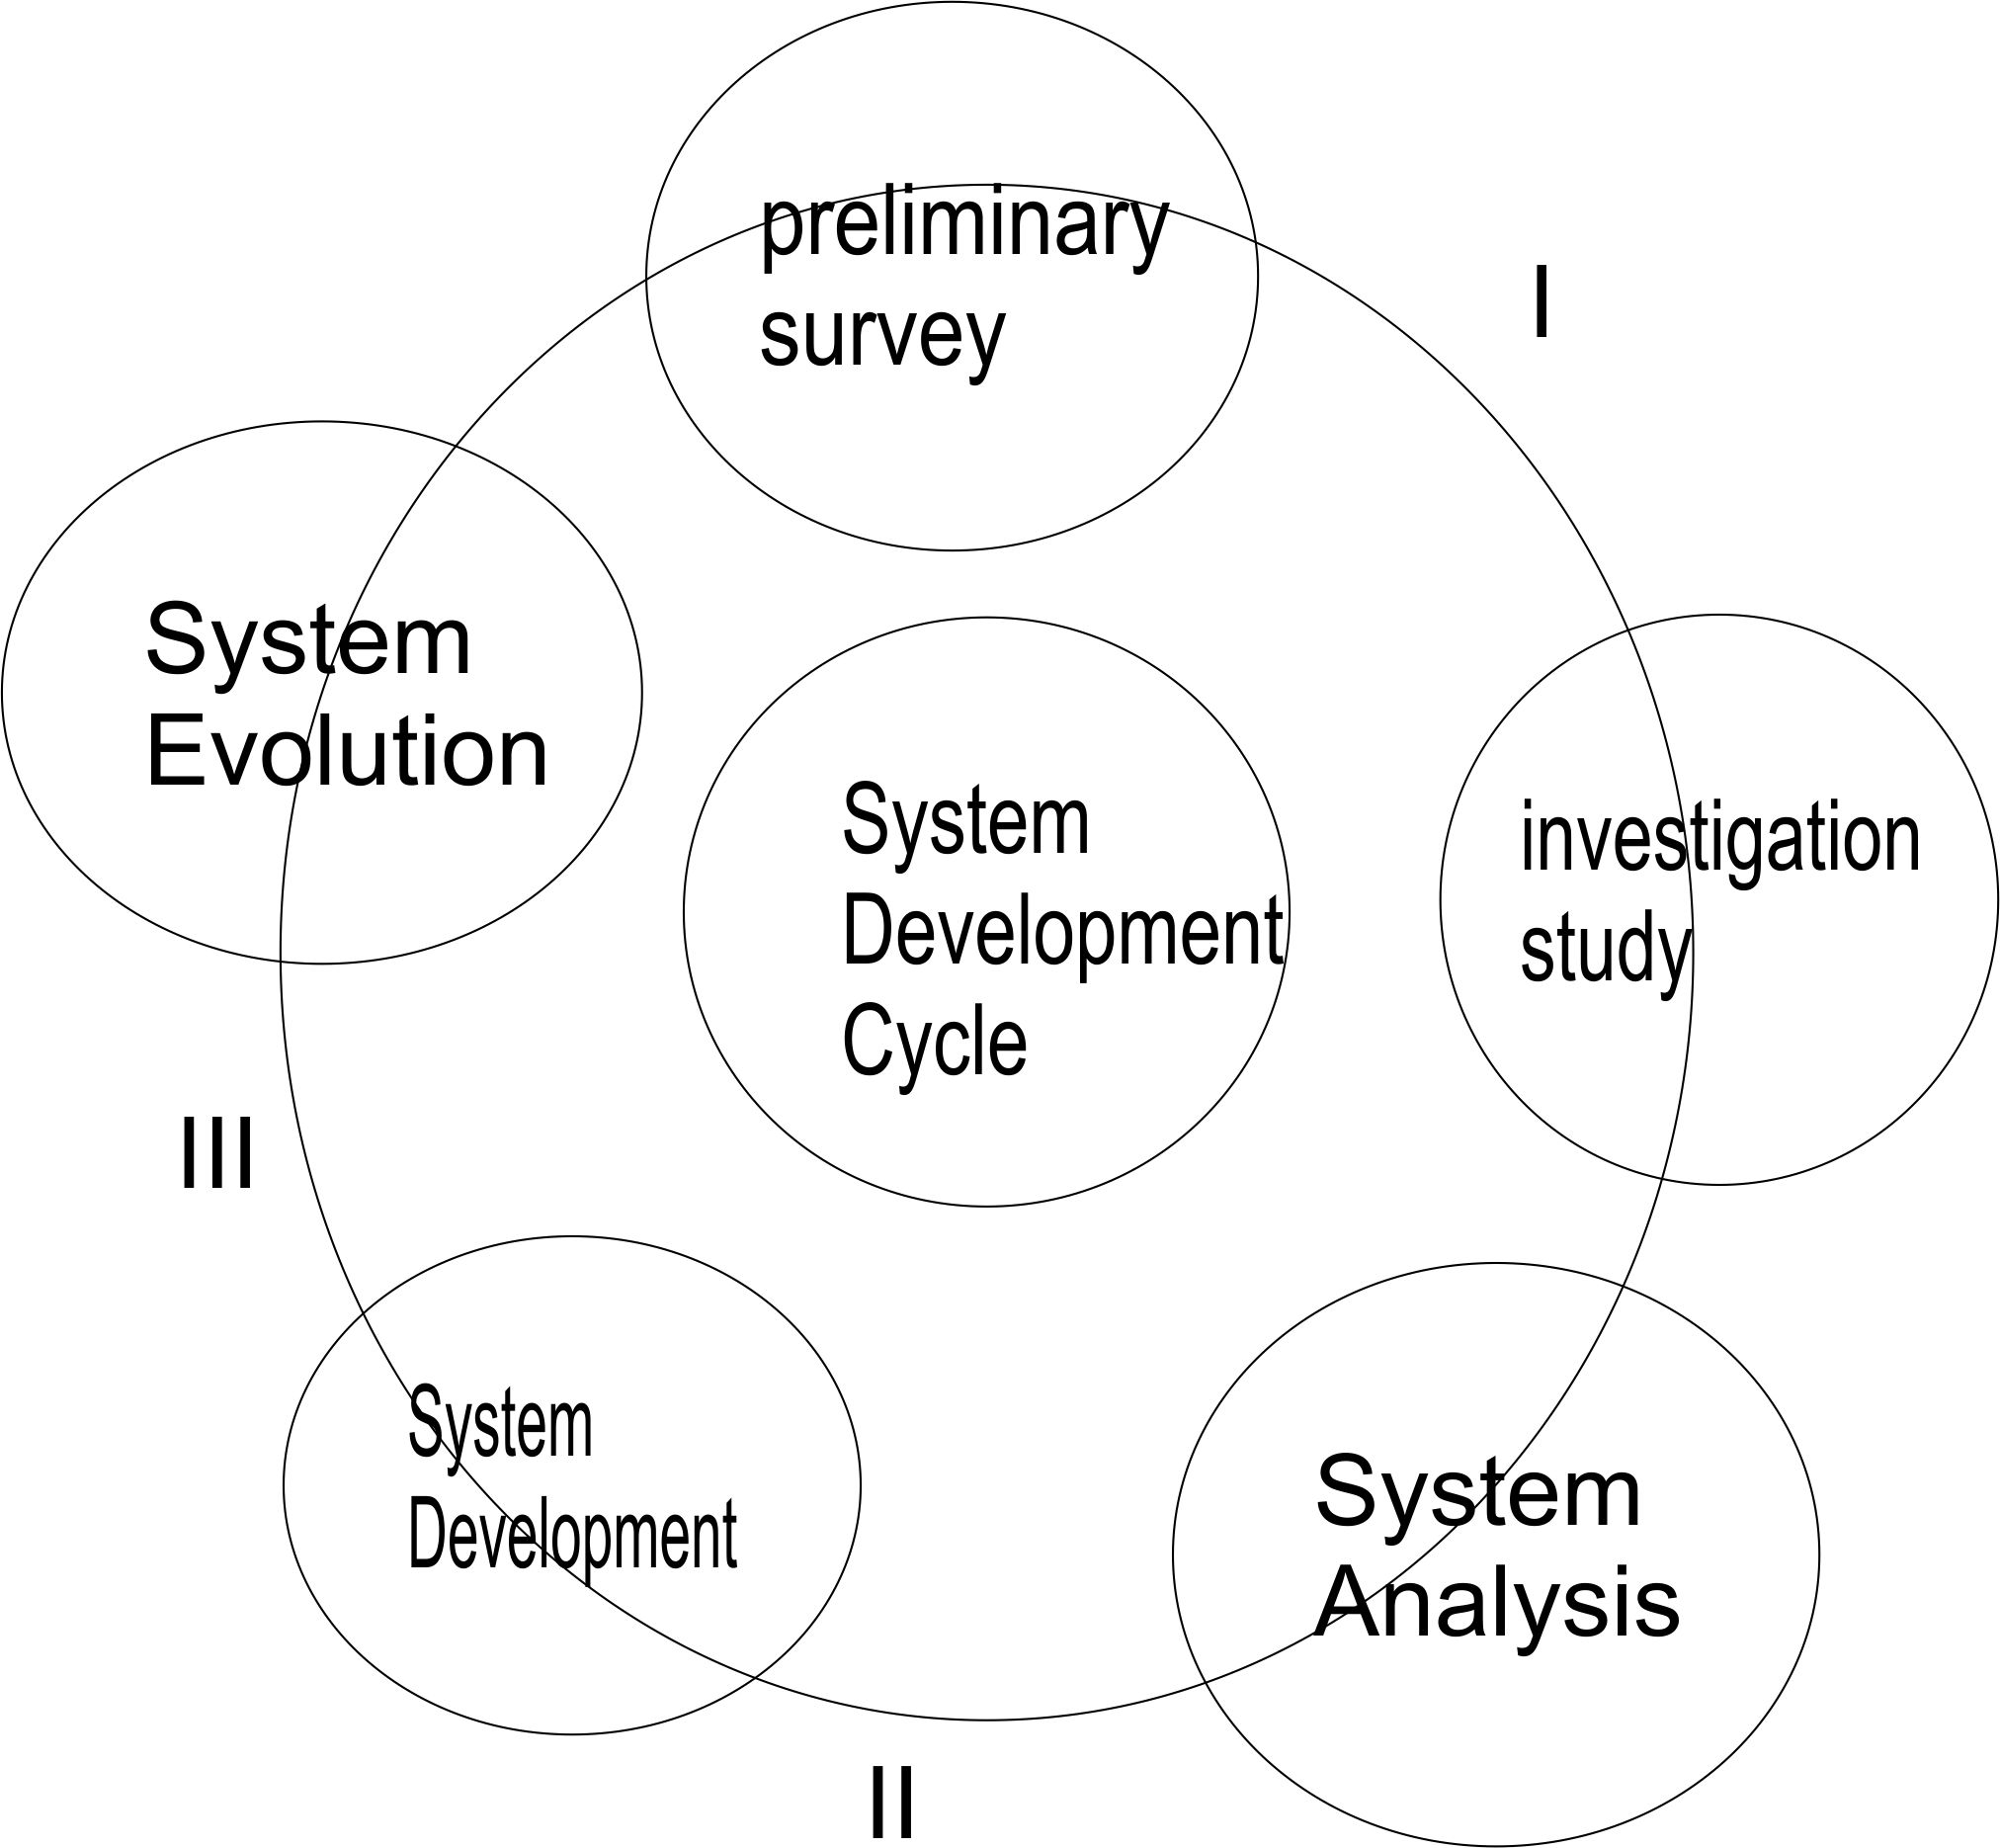 preliminary
survey
I
System
Evolution
System
Development
Cycle
investigation
study
III
System
Development
System
Analysis
II